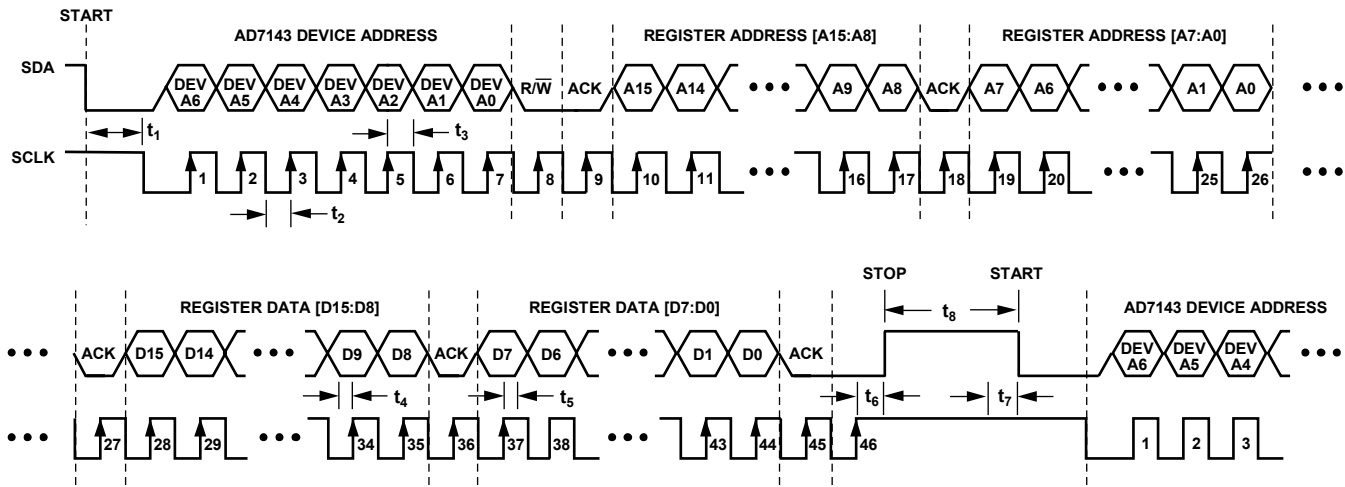 START
AD7143 DEVICE ADDRESS REGISTER ADDRESS [A15:A8] REGISTER ADDRESS [A7:A0]
SDA DEV A6 DEV A5 DEV A4 DEV A3 DEV A2 DEV A1 DEV A0 R/W̅ ACK A15 A14 ••• A9 A8 ACK A7 A6 ••• A1 A0 •••
t1 t3
SCLK 1 2 3 4 5 6 7 8 9 10 11 ••• 16 17 18 19 20 ••• 25 26 •••
t2
STOP START
REGISTER DATA [D15:D8] REGISTER DATA [D7:D0] t8 AD7143 DEVICE ADDRESS
••• ACK D15 D14 ••• D9 D8 ACK D7 D6 ••• D1 D0 ACK DEV A6 DEV A5 DEV A4 •••
t4 t5 t6 t7
••• 27 28 29 ••• 34 35 36 37 38 ••• 43 44 45 46 1 2 3 •••